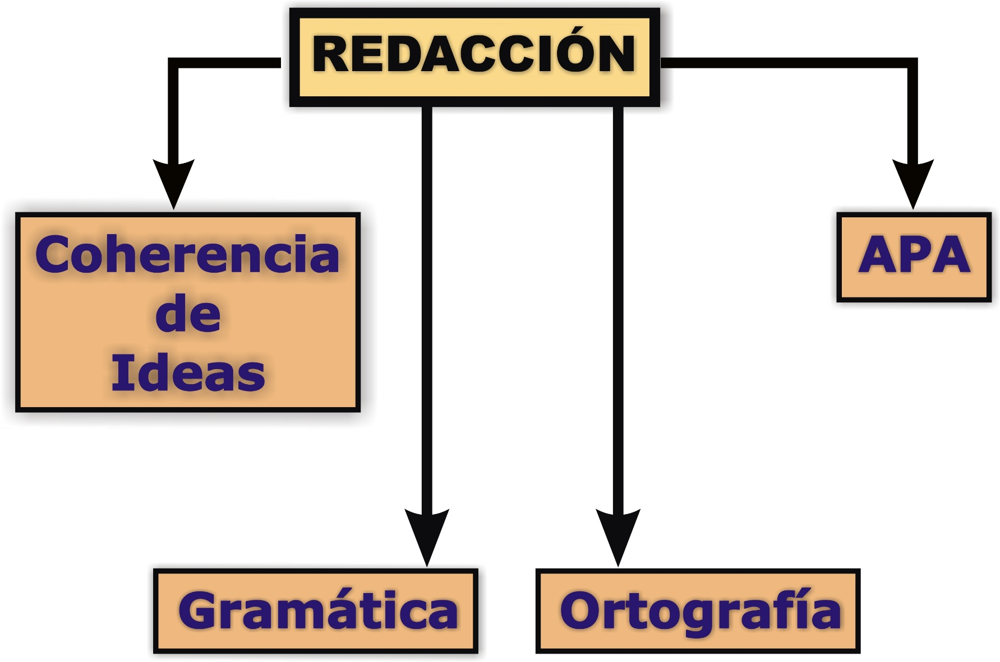 REDACCIÓN
Coherencia
de
Ideas
APA
Gramática
Ortografía